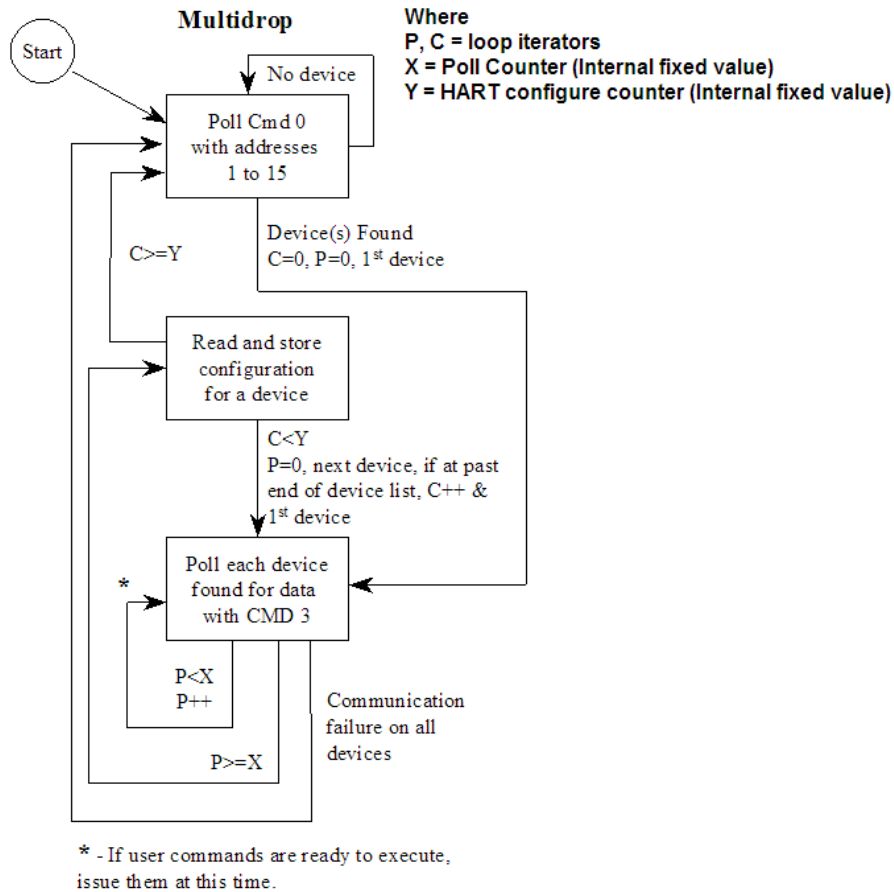 Multidrop
Where
P, C = loop iterators
X = Poll Counter (Internal fixed value)
Y = HART configure counter (Internal fixed value)
Start
No device
Poll Cmd 0
with addresses
1 to 15
Device(s) Found
C=0, P=0, 1st device
C>=Y
Read and store
configuration
for a device
C<Y
P=0, next device, if at past
end of device list, C++ &
1st device
Poll each device
found for data
with CMD 3
*
P<X
P++
Communication
failure on all
devices
P>=X
* - If user commands are ready to execute,
issue them at this time.